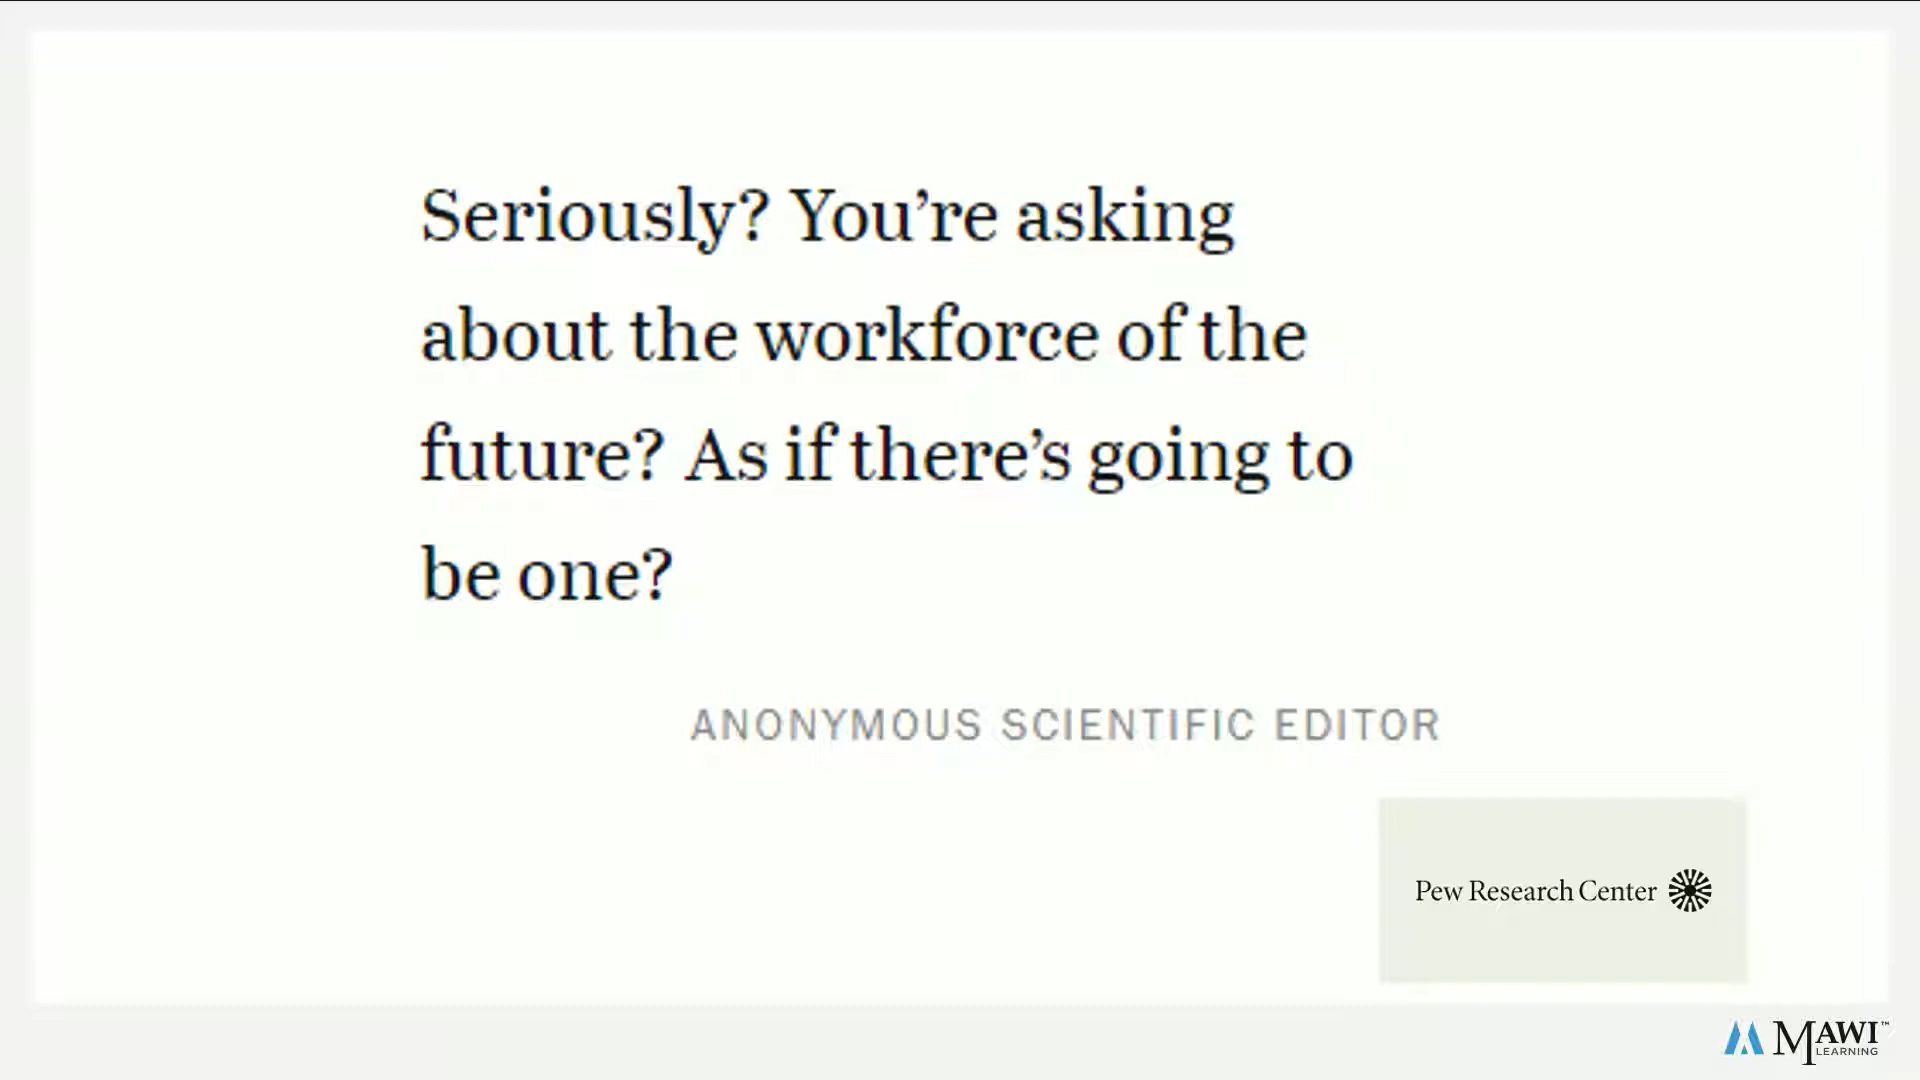 Seriously? You’re asking
about the workforce of the
future? As if there’s going to
be one?
ANONYMOUS SCIENTIFIC EDITOR
Pew Research Center
MAWI™
LEARNING